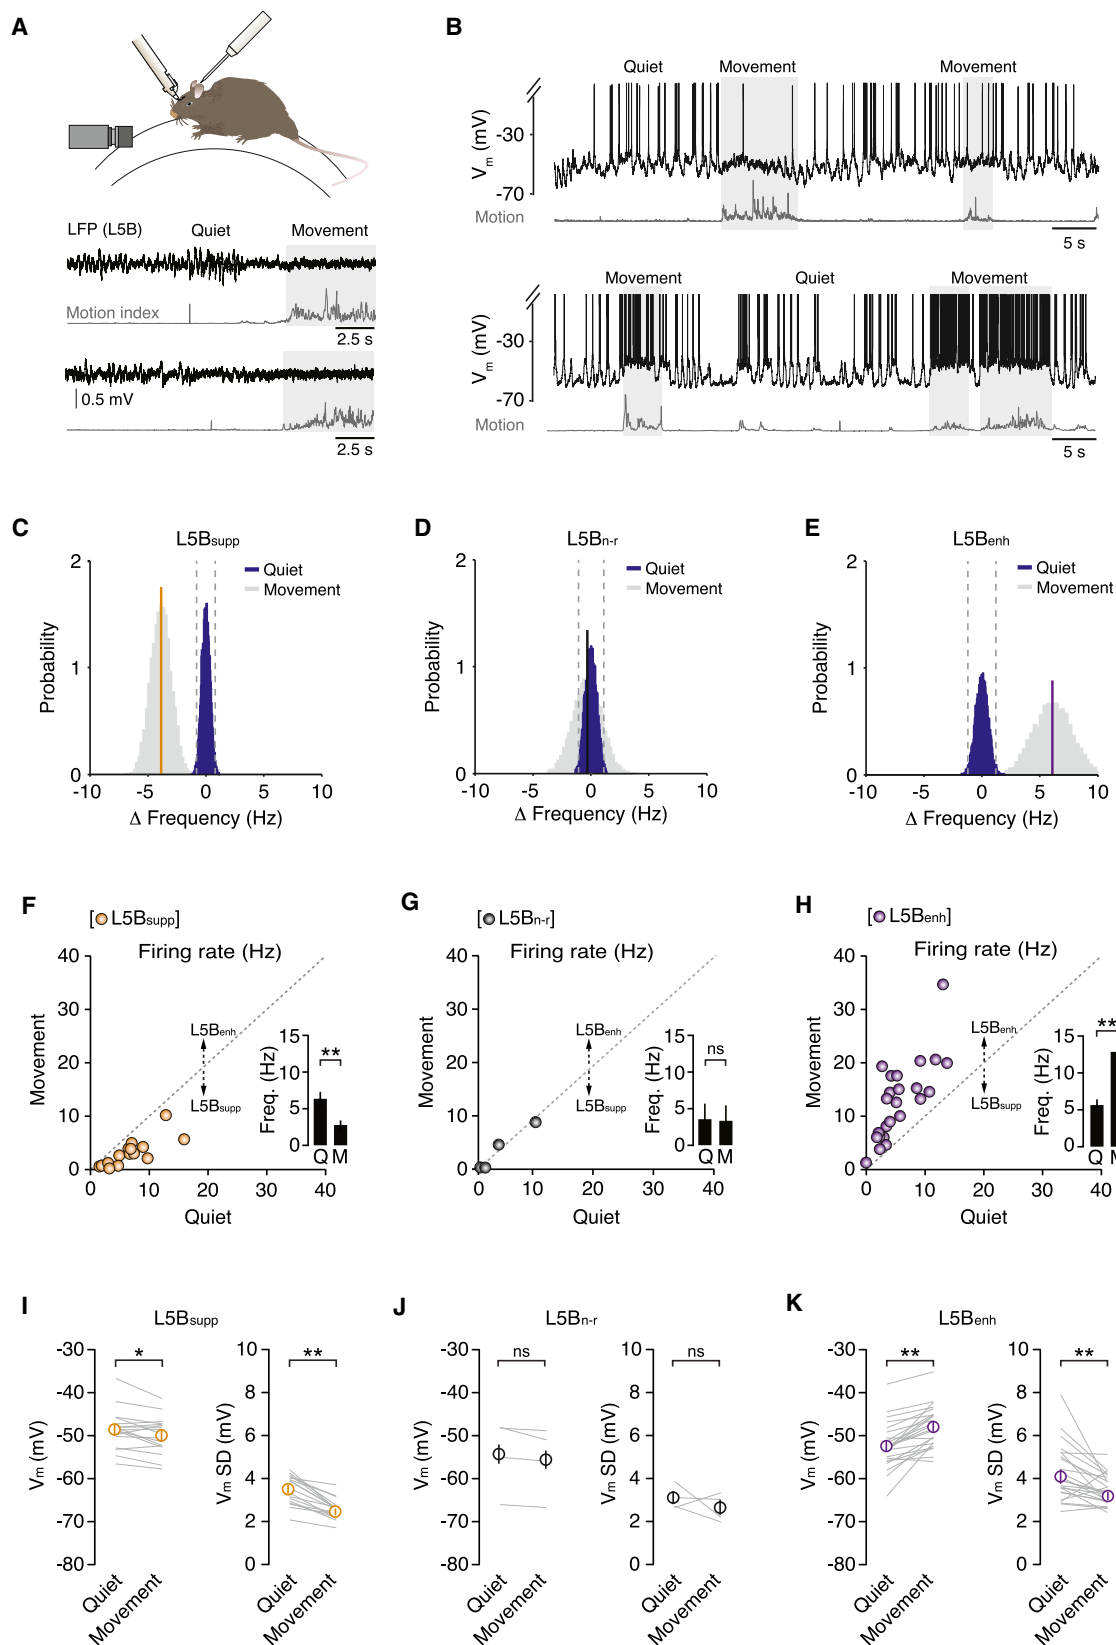 A
LFP (L5B)
Quiet
Movement
Motion index
2.5 s
0.5 mV
2.5 s
B
Quiet
Movement
Movement
-30
-70
Vm (mV)
Motion
5 s
Movement
Quiet
Movement
-30
-70
Vm (mV)
Motion
5 s
C
L5Bsupp
Quiet
Movement
Probability
2
1
0
-10
-5
0
5
10
Δ Frequency (Hz)
D
L5Bn-r
Quiet
Movement
Probability
2
1
0
-10
-5
0
5
10
Δ Frequency (Hz)
E
L5Benh
Quiet
Movement
Probability
2
1
0
-10
-5
0
5
10
Δ Frequency (Hz)
F
[ L5Bsupp]
Firing rate (Hz)
Movement
40
30
20
10
0
0
10
20
30
40
Quiet
L5Benh
L5Bsupp
Freq. (Hz)
15
10
5
0
**
Q M
G
[ L5Bn-r]
Firing rate (Hz)
Movement
40
30
20
10
0
0
10
20
30
40
Quiet
L5Benh
L5Bsupp
Freq. (Hz)
15
10
5
0
ns
Q M
H
[ L5Benh]
Firing rate (Hz)
Movement
40
30
20
10
0
0
10
20
30
40
Quiet
L5Benh
L5Bsupp
Freq. (Hz)
15
10
5
0
**
Q M
I
L5Bsupp
Vm (mV)
-30
-40
-50
-60
-70
-80
*
Quiet
Movement
Vm SD (mV)
10
8
6
4
2
0
**
Quiet
Movement
J
L5Bn-r
Vm (mV)
-30
-40
-50
-60
-70
-80
ns
Quiet
Movement
Vm SD (mV)
10
8
6
4
2
0
ns
Quiet
Movement
K
L5Benh
Vm (mV)
-30
-40
-50
-60
-70
-80
**
Quiet
Movement
Vm SD (mV)
10
8
6
4
2
0
**
Quiet
Movement